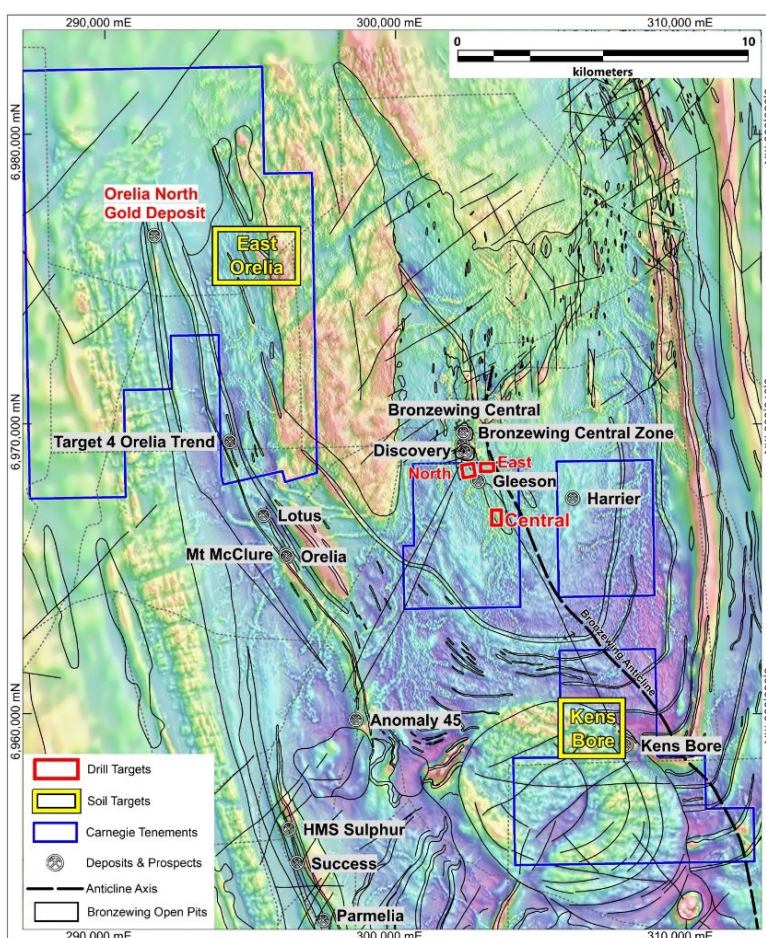 290,000 mE
300,000 mE
310,000 mE
0
10
kilometers
6,980,000 mN
6,970,000 mN
6,960,000 mN
Orelia North
Gold Deposit
East
Orelia
Bronzewing Central
Bronzewing Central Zone
Target 4 Orelia Trend
Discovery
North
East
Gleeson
Harrier
Central
Lotus
Mt McClure
Orelia
Bronzewing Anticline
Kens
Bore
Anomaly 45
Kens Bore
HMS Sulphur
Success
Parmelia
Drill Targets
Soil Targets
Carnegie Tenements
Deposits & Prospects
Anticline Axis
Bronzewing Open Pits
290,000 mE
300,000 mE
310,000 mE